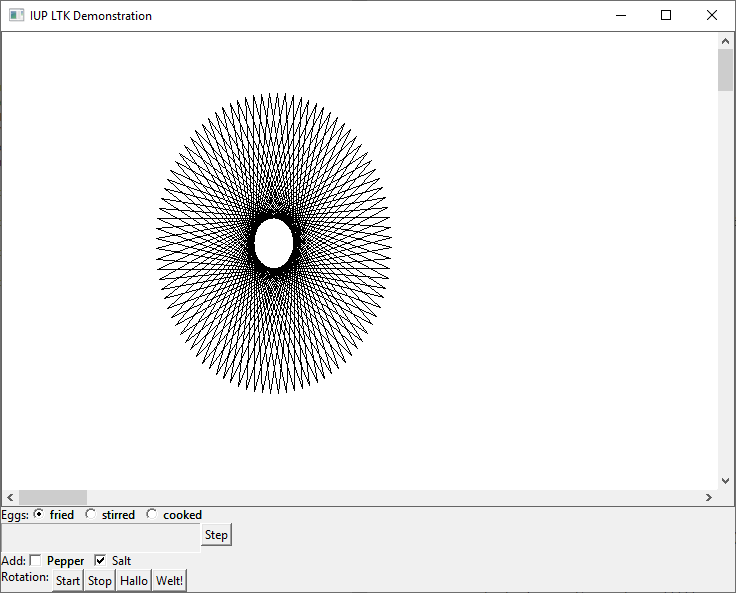 IUP LTK Demonstration
Eggs: fried stirred cooked
Step
Add: Pepper Salt
Rotation: Start Stop Hallo Welt!